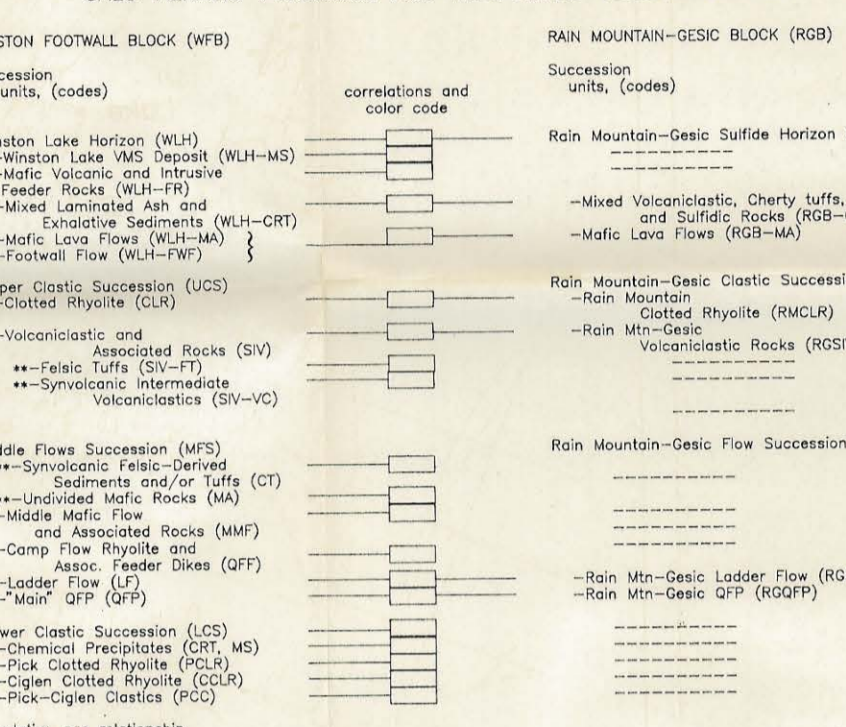 STON FOOTWALL BLOCK (WFB)
cession
units, (codes)
ston Lake Horizon (WLH)
-Winston Lake VMS Deposit (WLH-MS)
-Mafic Volcanic and Intrusive
Feeder Rocks (WLH-FR)
-Mixed Laminated Ash and
Exhalative Sediments (WLH-CRT)
-Mafic Lava Flows (WLH-MA)
-Footwall Flow (WLH-FWF)
per Clastic Succession (UCS)
-Clotted Rhyolite (CLR)
-Volcaniclastic and
Associated Rocks (SIV)
**-Felsic Tuffs (SIV-FT)
**-Synvolcanic Intermediate
Volcaniclastics (SIV-VC)
ddle Flows Succession (MFS)
*-Synvolcanic Felsic-Derived
Sediments and/or Tuffs (CT)
*-Undivided Mafic Rocks (MA)
-Middle Mafic Flow
and Associated Rocks (MMF)
-Camp Flow Rhyolite and
Assoc. Feeder Dikes (QFF)
-Ladder Flow (LF)
-"Main" QFP (QFP)
wer Clastic Succession (LCS)
-Chemical Precipitates (CRT, MS)
-Pick Clotted Rhyolite (PCLR)
-Ciglen Clotted Rhyolite (CCLR)
-Pick-Ciglen Clastics (PCC)
correlations and
color code
RAIN MOUNTAIN-GESIC BLOCK (RGB)
Succession
units, (codes)
Rain Mountain-Gesic Sulfide Horizon
-Mixed Volcaniclastic, Cherty tuffs,
and Sulfidic Rocks (RGB-
-Mafic Lava Flows (RGB-MA)
Rain Mountain-Gesic Clastic Successi
-Rain Mountain
Clotted Rhyolite (RMCLR)
-Rain Mtn-Gesic
Volcaniclastic Rocks (RGSI
Rain Mountain-Gesic Flow Succession
-Rain Mtn-Gesic Ladder Flow (RG
-Rain Mtn-Gesic QFP (RGQFP)